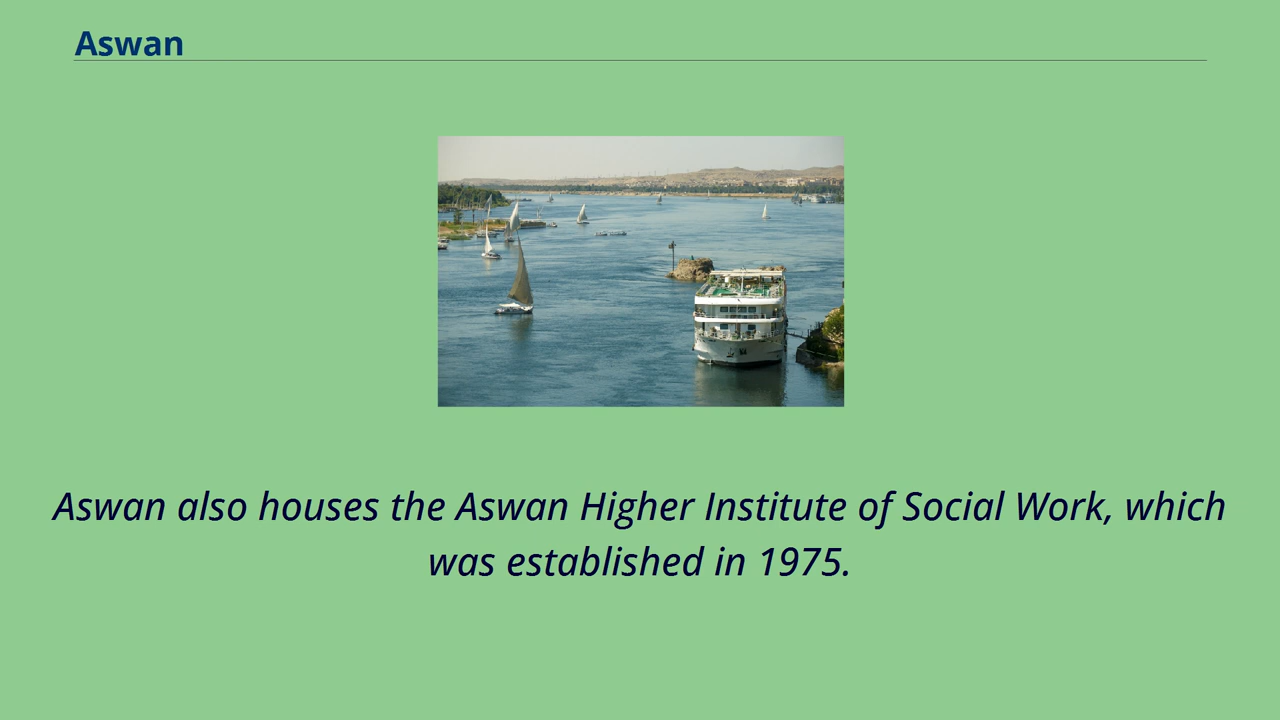 Aswan
Aswan also houses the Aswan Higher Institute of Social Work, which
was established in 1975.